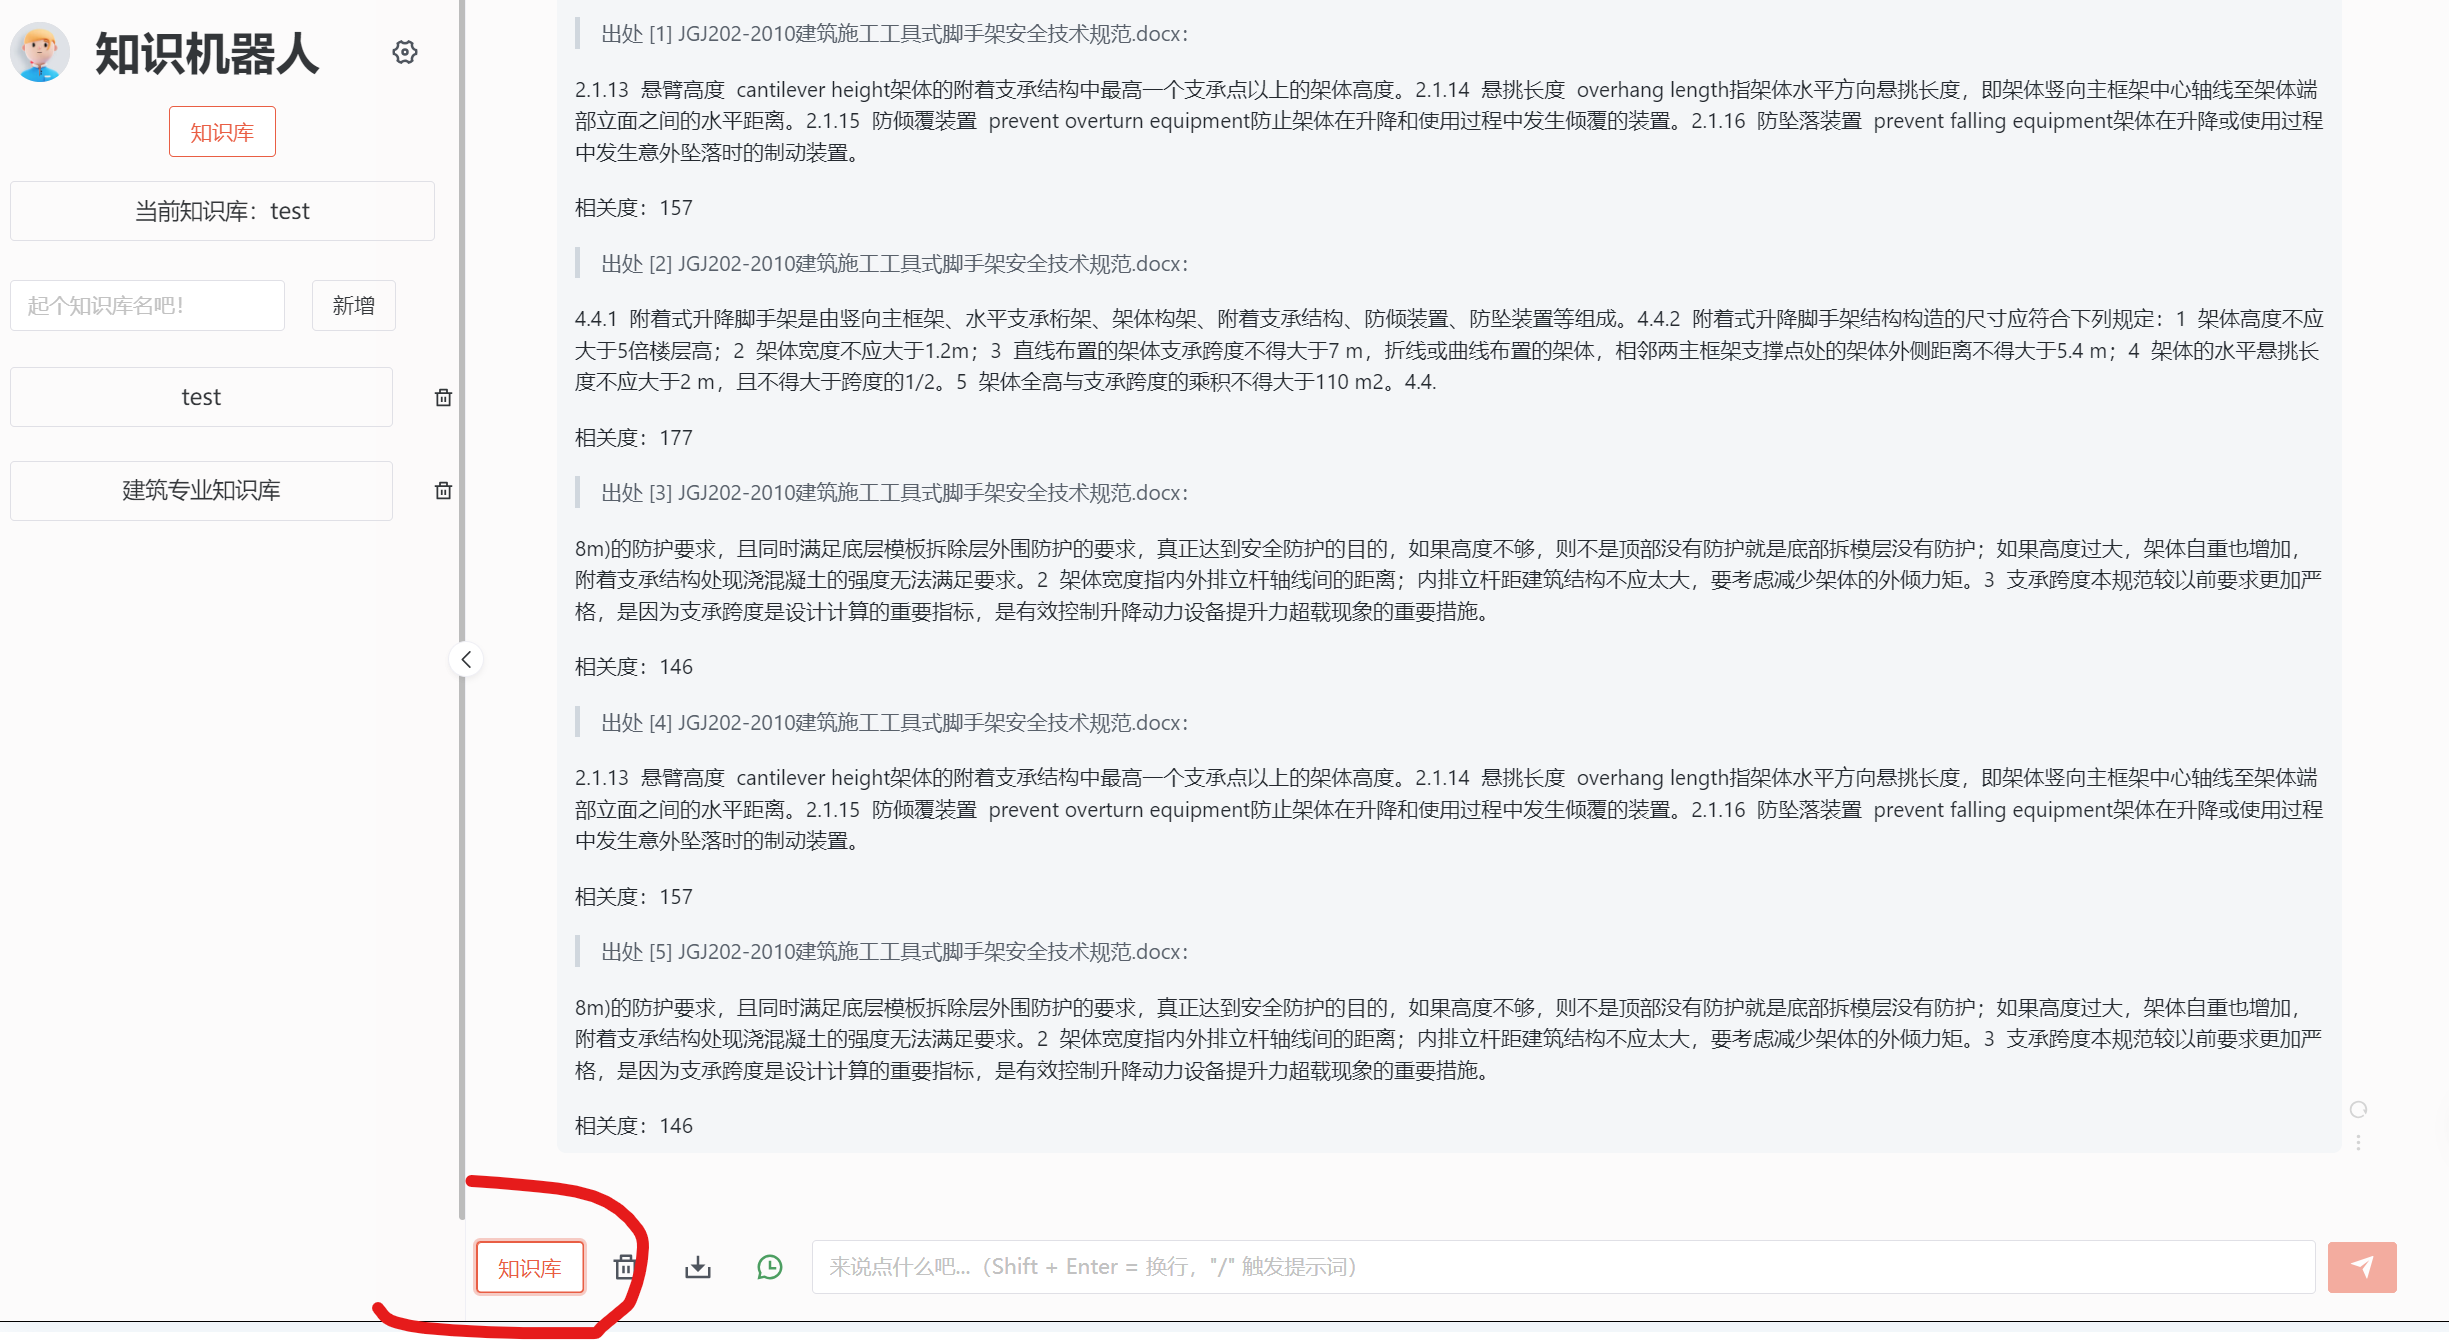 知识机器人
知识库
当前知识库：test
起个知识库名吧！
新增
test
建筑专业知识库
出处 [1] JGJ202-2010建筑施工工具式脚手架安全技术规范.docx：
2.1.13 悬臂高度 cantilever height架体的附着支承结构中最高一个支承点以上的架体高度。2.1.14 悬挑长度 overhang length指架体水平方向悬挑长度，即架体竖向主框架中心轴线至架体端
部立面之间的水平距离。2.1.15 防倾覆装置 prevent overturn equipment防止架体在升降和使用过程中发生倾覆的装置。2.1.16 防坠落装置 prevent falling equipment架体在升降或使用过程
中发生意外坠落时的制动装置。
相关度：157
出处 [2] JGJ202-2010建筑施工工具式脚手架安全技术规范.docx：
4.4.1 附着式升降脚手架是由竖向主框架、水平支承桁架、架体构架、附着支承结构、防倾装置、防坠装置等组成。4.4.2 附着式升降脚手架结构构造的尺寸应符合下列规定：1 架体高度不应
大于5倍楼层高；2 架体宽度不应大于1.2m；3 直线布置的架体支承跨度不得大于7 m，折线或曲线布置的架体，相邻两主框架支撑点处的架体外侧距离不得大于5.4 m；4 架体的水平悬挑长
度不应大于2 m，且不得大于跨度的1/2。5 架体全高与支承跨度的乘积不得大于110 m2。4.4.
相关度：177
出处 [3] JGJ202-2010建筑施工工具式脚手架安全技术规范.docx：
8m)的防护要求，且同时满足底层模板拆除层外围防护的要求，真正达到安全防护的目的，如果高度不够，则不是顶部没有防护就是底部拆模层没有防护；如果高度过大，架体自重也增加，
附着支承结构处现浇混凝土的强度无法满足要求。2 架体宽度指内外排立杆轴线间的距离；内排立杆距建筑结构不应太大，要考虑减少架体的外倾力矩。3 支承跨度本规范较以前要求更加严
格，是因为支承跨度是设计计算的重要指标，是有效控制升降动力设备提升力超载现象的重要措施。
相关度：146
出处 [4] JGJ202-2010建筑施工工具式脚手架安全技术规范.docx：
2.1.13 悬臂高度 cantilever height架体的附着支承结构中最高一个支承点以上的架体高度。2.1.14 悬挑长度 overhang length指架体水平方向悬挑长度，即架体竖向主框架中心轴线至架体端
部立面之间的水平距离。2.1.15 防倾覆装置 prevent overturn equipment防止架体在升降和使用过程中发生倾覆的装置。2.1.16 防坠落装置 prevent falling equipment架体在升降或使用过程
中发生意外坠落时的制动装置。
相关度：157
出处 [5] JGJ202-2010建筑施工工具式脚手架安全技术规范.docx：
8m)的防护要求，且同时满足底层模板拆除层外围防护的要求，真正达到安全防护的目的，如果高度不够，则不是顶部没有防护就是底部拆模层没有防护；如果高度过大，架体自重也增加，
附着支承结构处现浇混凝土的强度无法满足要求。2 架体宽度指内外排立杆轴线间的距离；内排立杆距建筑结构不应太大，要考虑减少架体的外倾力矩。3 支承跨度本规范较以前要求更加严
格，是因为支承跨度是设计计算的重要指标，是有效控制升降动力设备提升力超载现象的重要措施。
相关度：146
知识库
来说点什么吧...（Shift + Enter = 换行，"/" 触发提示词）